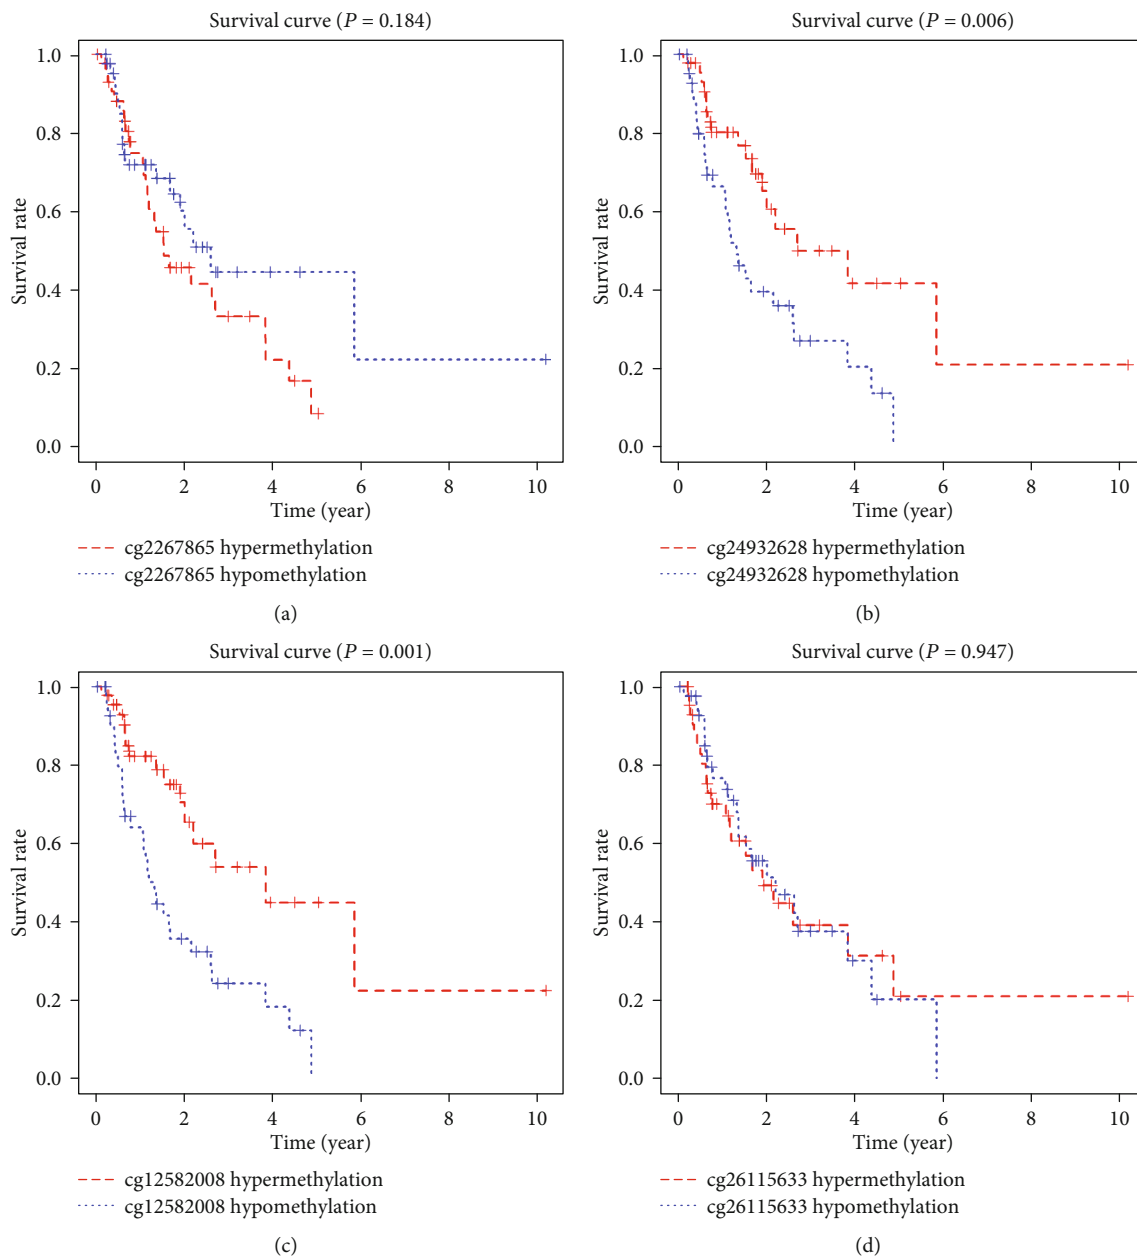 Survival curve (P = 0.184)
Survival rate
1.0
0.8
0.6
0.4
0.2
0.0
0 2 4 6 8 10
Time (year)
cg2267865 hypermethylation
cg2267865 hypomethylation
(a)
Survival curve (P = 0.006)
Survival rate
1.0
0.8
0.6
0.4
0.2
0.0
0 2 4 6 8 10
Time (year)
cg24932628 hypermethylation
cg24932628 hypomethylation
(b)
Survival curve (P = 0.001)
Survival rate
1.0
0.8
0.6
0.4
0.2
0.0
0 2 4 6 8 10
Time (year)
cg12582008 hypermethylation
cg12582008 hypomethylation
(c)
Survival curve (P = 0.947)
Survival rate
1.0
0.8
0.6
0.4
0.2
0.0
0 2 4 6 8 10
Time (year)
cg26115633 hypermethylation
cg26115633 hypomethylation
(d)